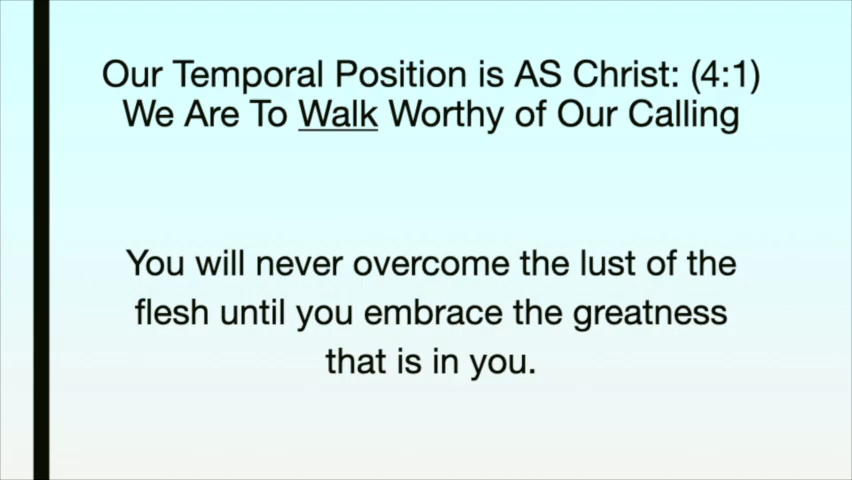 Our Temporal Position is AS Christ: (4:1)
We Are To Walk Worthy of Our Calling
You will never overcome the lust of the
flesh until you embrace the greatness
that is in you.